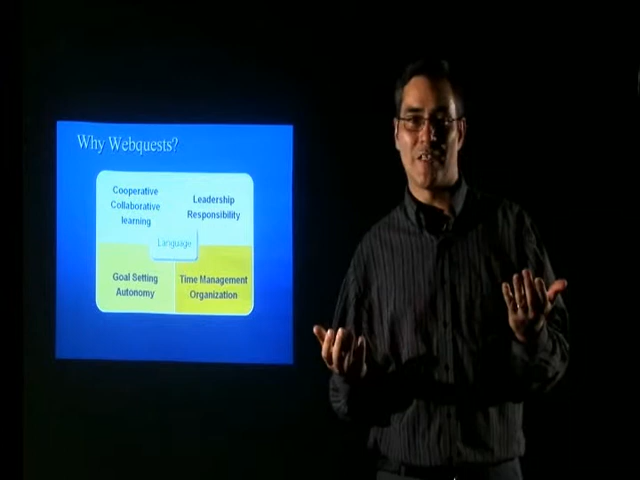 Why Webquests?
Cooperative
Collaborative
learning
Leadership
Responsibility
Language
Goal Setting
Autonomy
Time Management
Organization